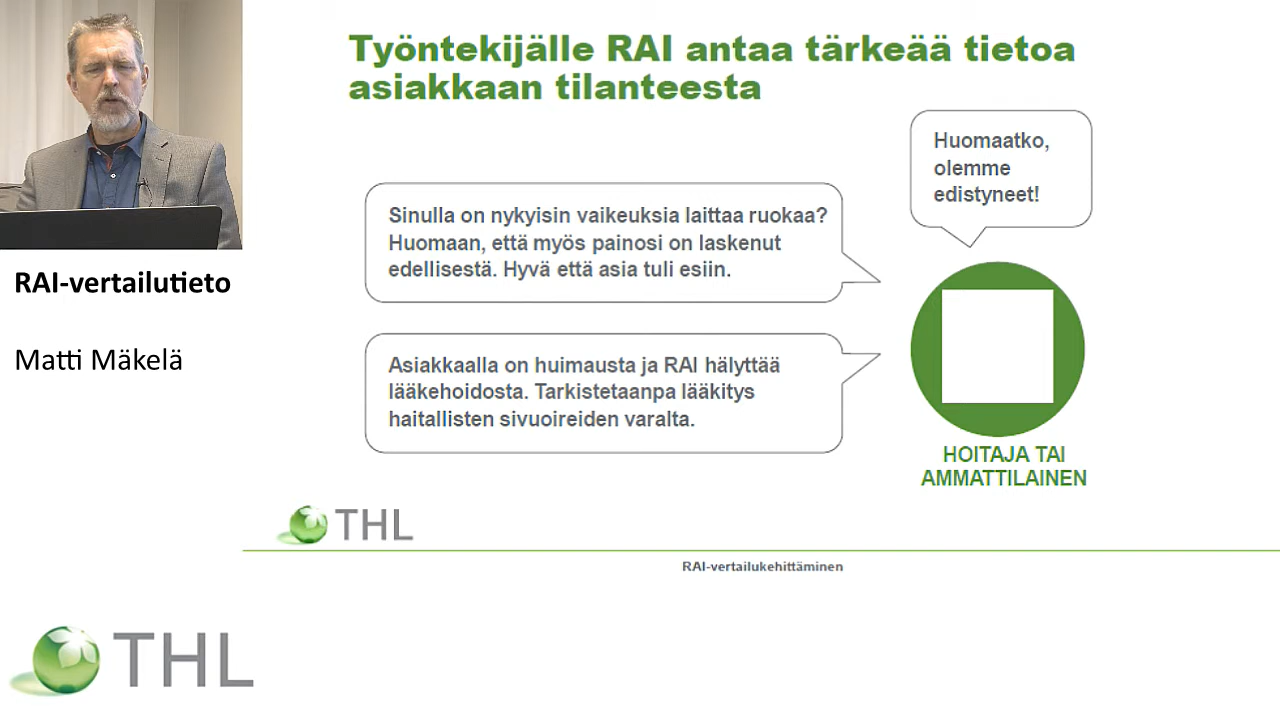 Työntekijälle RAI antaa tärkeää tietoa
asiakkaan tilanteesta
Huomaatko,
olemme
edistyneet!
Sinulla on nykyisin vaikeuksia laittaa ruokaa?
Huomaan, että myös painosi on laskenut
edellisestä. Hyvä että asia tuli esiin.
Asiakkaalla on huimausta ja RAI hälyttää
lääkehoidosta. Tarkistetaanpa lääkitys
haitallisten sivuoireiden varalta.
HOITAJA TAI
AMMATTILAINEN
RAI-vertailutieto
Matti Mäkelä
THL
RAI-vertailukehittäminen
THL